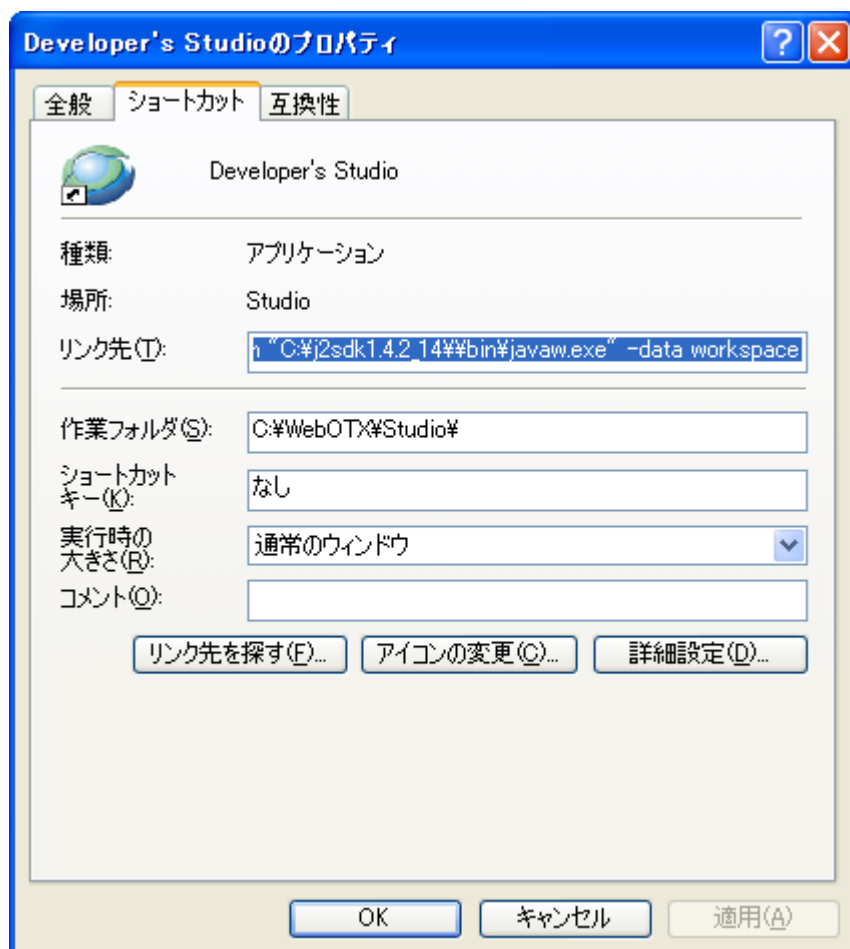 Developer's Studioのプロパティ
全般 ショートカット 互換性
Developer's Studio
種類: アプリケーション
場所: Studio
リンク先(T): n "C:¥j2sdk1.4.2_14¥¥bin¥javaw.exe" -data workspace
作業フォルダ(S): C:¥WebOTX¥Studio¥
ショートカット
キー(K): なし
実行時の
大きさ(R): 通常のウィンドウ
コメント(O):
リンク先を探す(F)... アイコンの変更(C)... 詳細設定(D)...
OK キャンセル 適用(A)